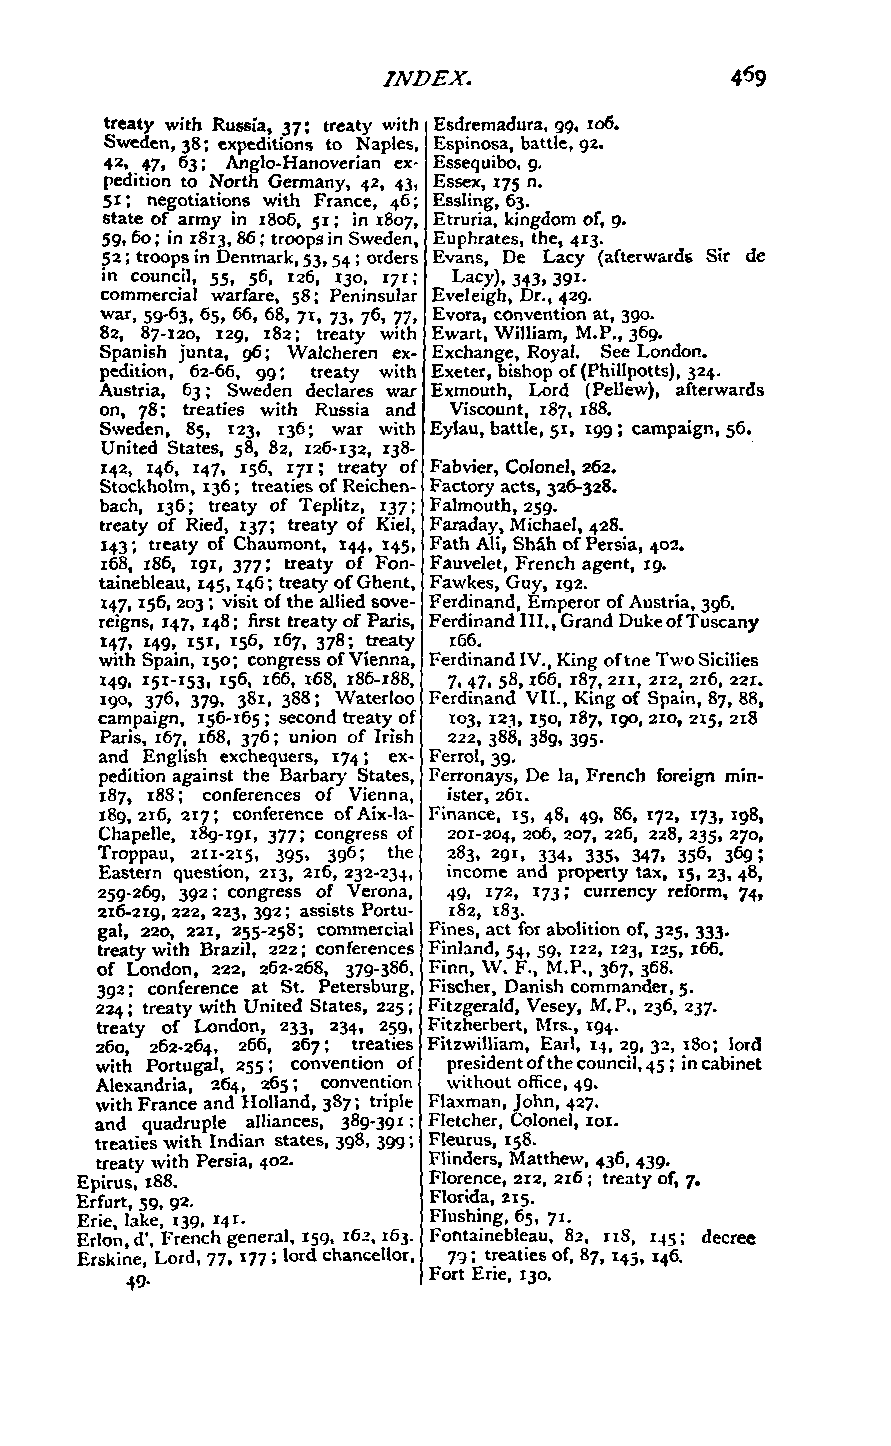 INDEX. 469
treaty with Russia, 37; treaty with
Sweden, 38; expeditions to Naples,
42, 47, 63; Anglo-Hanoverian ex-
pedition to North Germany, 42, 43,
51; negotiations with France, 46;
state of army in 1806, 51; in 1807,
59, 60; in 1813, 86; troops in Sweden,
52; troops in Denmark, 53, 54; orders
in council, 55, 56, 126, 130, 171;
commercial warfare, 58; Peninsular
war, 59-63, 65, 66, 68, 71, 73, 76, 77,
82, 87-120, 129, 182; treaty with
Spanish junta, 96; Walcheren ex-
pedition, 62-66, 99; treaty with
Austria, 63; Sweden declares war
on, 78; treaties with Russia and
Sweden, 85, 123, 136; war with
United States, 58, 82, 126-132, 138-
142, 146, 147, 156, 171; treaty of
Stockholm, 136; treaties of Reichen-
bach, 136; treaty of Teplitz, 137;
treaty of Ried, 137; treaty of Kiel,
143; treaty of Chaumont, 144, 145,
168, 186, 191, 377; treaty of Fon-
tainebleau, 145, 146; treaty of Ghent,
147, 156, 203; visit of the allied sove-
reigns, 147, 148; first treaty of Paris,
147, 149, 151, 156, 167, 378; treaty
with Spain, 150; congress of Vienna,
149, 151-153, 156, 166, 168, 186-188,
190, 376, 379, 381, 388; Waterloo
campaign, 156-165; second treaty of
Paris, 167, 168, 376; union of Irish
and English exchequers, 174; ex-
pedition against the Barbary States,
187, 188; conferences of Vienna,
189, 216, 217; conference of Aix-la-
Chapelle, 189-191, 377; congress of
Troppau, 211-215, 395, 396; the
Eastern question, 213, 216, 232-234,
259-269, 392; congress of Verona,
216-219, 222, 223, 392; assists Portu-
gal, 220, 221, 255-258; commercial
treaty with Brazil, 222; conferences
of London, 222, 262-268, 379-386,
392; conference at St. Petersburg,
224; treaty with United States, 225;
treaty of London, 233, 234, 259,
260, 262-264, 266, 267; treaties
with Portugal, 255; convention of
Alexandria, 264, 265; convention
with France and Holland, 387; triple
and quadruple alliances, 389-391;
treaties with Indian states, 398, 399;
treaty with Persia, 402.
Epirus, 188.
Erfurt, 59, 92.
Erie, lake, 139, 141.
Erlon, d', French general, 159, 162, 163.
Erskine, Lord, 77, 177; lord chancellor,
49.
Esdremadura, 99, 106.
Espinosa, battle, 92.
Essequibo, 9.
Essex, 175 n.
Essling, 63.
Etruria, kingdom of, 9.
Euphrates, the, 413.
Evans, De Lacy (afterwards Sir de
Lacy), 343, 391.
Eveleigh, Dr., 429.
Evora, convention at, 390.
Ewart, William, M.P., 369.
Exchange, Royal. See London.
Exeter, bishop of (Phillpotts), 324.
Exmouth, Lord (Pellew), afterwards
Viscount, 187, 188.
Eylau, battle, 51, 199; campaign, 56.
Fabvier, Colonel, 262.
Factory acts, 326-328.
Falmouth, 259.
Faraday, Michael, 428.
Fath Ali, Sháh of Persia, 402.
Fauvelet, French agent, 19.
Fawkes, Guy, 192.
Ferdinand, Emperor of Austria, 396.
Ferdinand III., Grand Duke of Tuscany
166.
Ferdinand IV., King of tne Two Sicilies
7, 47, 58, 166, 187, 211, 212, 216, 221.
Ferdinand VII., King of Spain, 87, 88,
103, 123, 150, 187, 190, 210, 215, 218
222, 388, 389, 395.
Ferrol, 39.
Ferronays, De la, French foreign min-
ister, 261.
Finance, 15, 48, 49, 86, 172, 173, 198,
201-204, 206, 207, 226, 228, 235, 270,
283, 291, 334, 335, 347, 356, 369;
income and property tax, 15, 23, 48,
49, 172, 173; currency reform, 74,
182, 183.
Fines, act for abolition of, 325, 333.
Finland, 54, 59, 122, 123, 125, 166.
Finn, W. F., M.P., 367, 368.
Fischer, Danish commander, 5.
Fitzgerald, Vesey, M.P., 236, 237.
Fitzherbert, Mrs., 194.
Fitzwilliam, Earl, 14, 29, 32, 180; lord
president of the council, 45; in cabinet
without office, 49.
Flaxman, John, 427.
Fletcher, Colonel, 101.
Fleurus, 158.
Flinders, Matthew, 436, 439.
Florence, 212, 216; treaty of, 7.
Florida, 215.
Flushing, 65, 71.
Fontainebleau, 82, 118, 145; decree
79; treaties of, 87, 145, 146.
Fort Erie, 130.